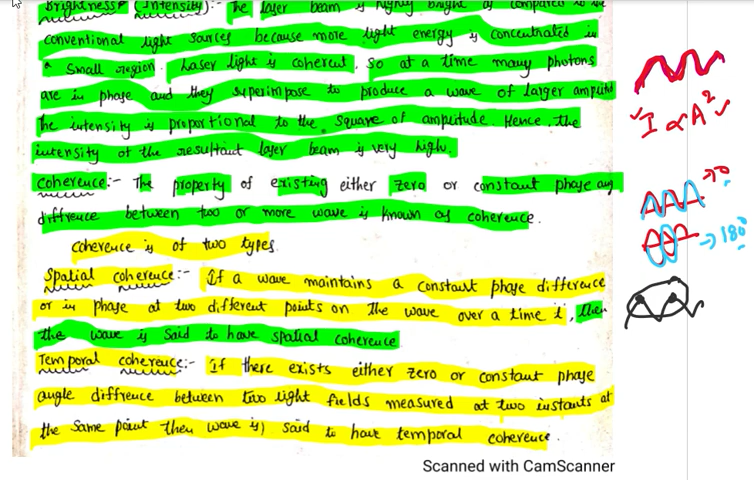 Brightness (Intensity):- The laser beam is highly bright as compared to the
conventional light sources because more light energy is concentrated in
a small region. Laser light is coherent. So at a time many photons
are in phase and they superimpose to produce a wave of larger amplitud
The intensity is proportional to the square of amplitude Hence, the
intensity of the resultant laser beam is very high.
I ∝ A²
Coherence:- The property of existing either zero or constant phase ang
diffrence between two or more wave is known as coherence.
→ 0
→ 180°
Coherence is of two types.
Spatial coherence:- If a wave maintains a constant phase difference
or in phase at two different points on the wave over a time t, then
the wave is said to have spatial coherence
Temporal coherence:- If there exists either zero or constant phase
angle diffrence between two light fields measured at two instants at
the same point then wave is said to have temporal coherence.
Scanned with CamScanner